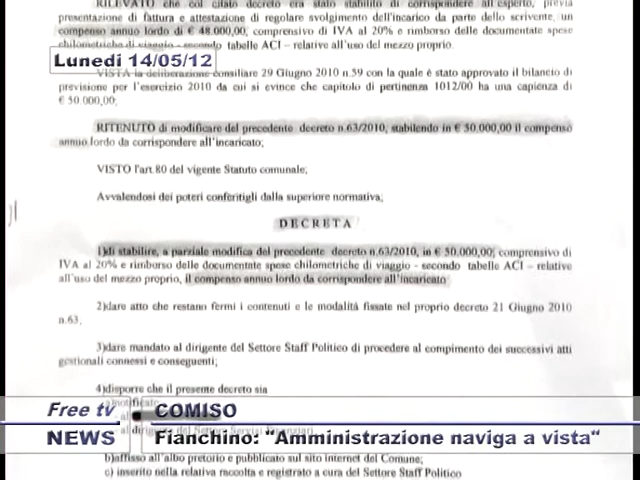 RILEVATO che col citato decreto era stato stabilito di corrispondere all'esperto, previa
presentazione di fattura e attestazione di regolare svolgimento dell'incarico da parte dello scrivente, un
compenso annuo lordo di € 48.000,00, comprensivo di IVA al 20% e rimborso delle documentate spese
chilometriche di viaggio - secondo tabelle ACI – relative all'uso del mezzo proprio.
Lunedì 14/05/12
VISTA la deliberazione consiliare 29 Giugno 2010 n.59 con la quale è stato approvato il bilancio di
previsione per l'esercizio 2010 da cui si evince che capitolo di pertinenza 1012/00 ha una capienza di
€ 50.000,00;
RITENUTO di modificare del precedente decreto n.63/2010, stabilendo in € 50.000,00 il compenso
annuo lordo da corrispondere all'incaricato;
VISTO l'art.80 del vigente Statuto comunale;
Avvalendosi dei poteri conferitigli dalla superiore normativa;
DECRETA
1)di stabilire, a parziale modifica del precedente decreto n.63/2010, in € 50.000,00, comprensivo di
IVA al 20% e rimborso delle documentate spese chilometriche di viaggio - secondo tabelle ACI – relative
all'uso del mezzo proprio, il compenso annuo lordo da corrispondere all'incaricato
2)dare atto che restano fermi i contenuti e le modalità fissate nel proprio decreto 21 Giugno 2010
n.63;
3)dare mandato al dirigente del Settore Staff Politico di procedere al compimento dei successivi atti
gestionali connessi e conseguenti;
4)disporre che il presente decreto sia
Free tv COMISO
NEWS Fianchino: "Amministrazione naviga a vista"
b)affisso all'albo pretorio e pubblicato sul sito internet del Comune;
c) inserito nella relativa raccolta e registrato a cura del Settore Staff Politico